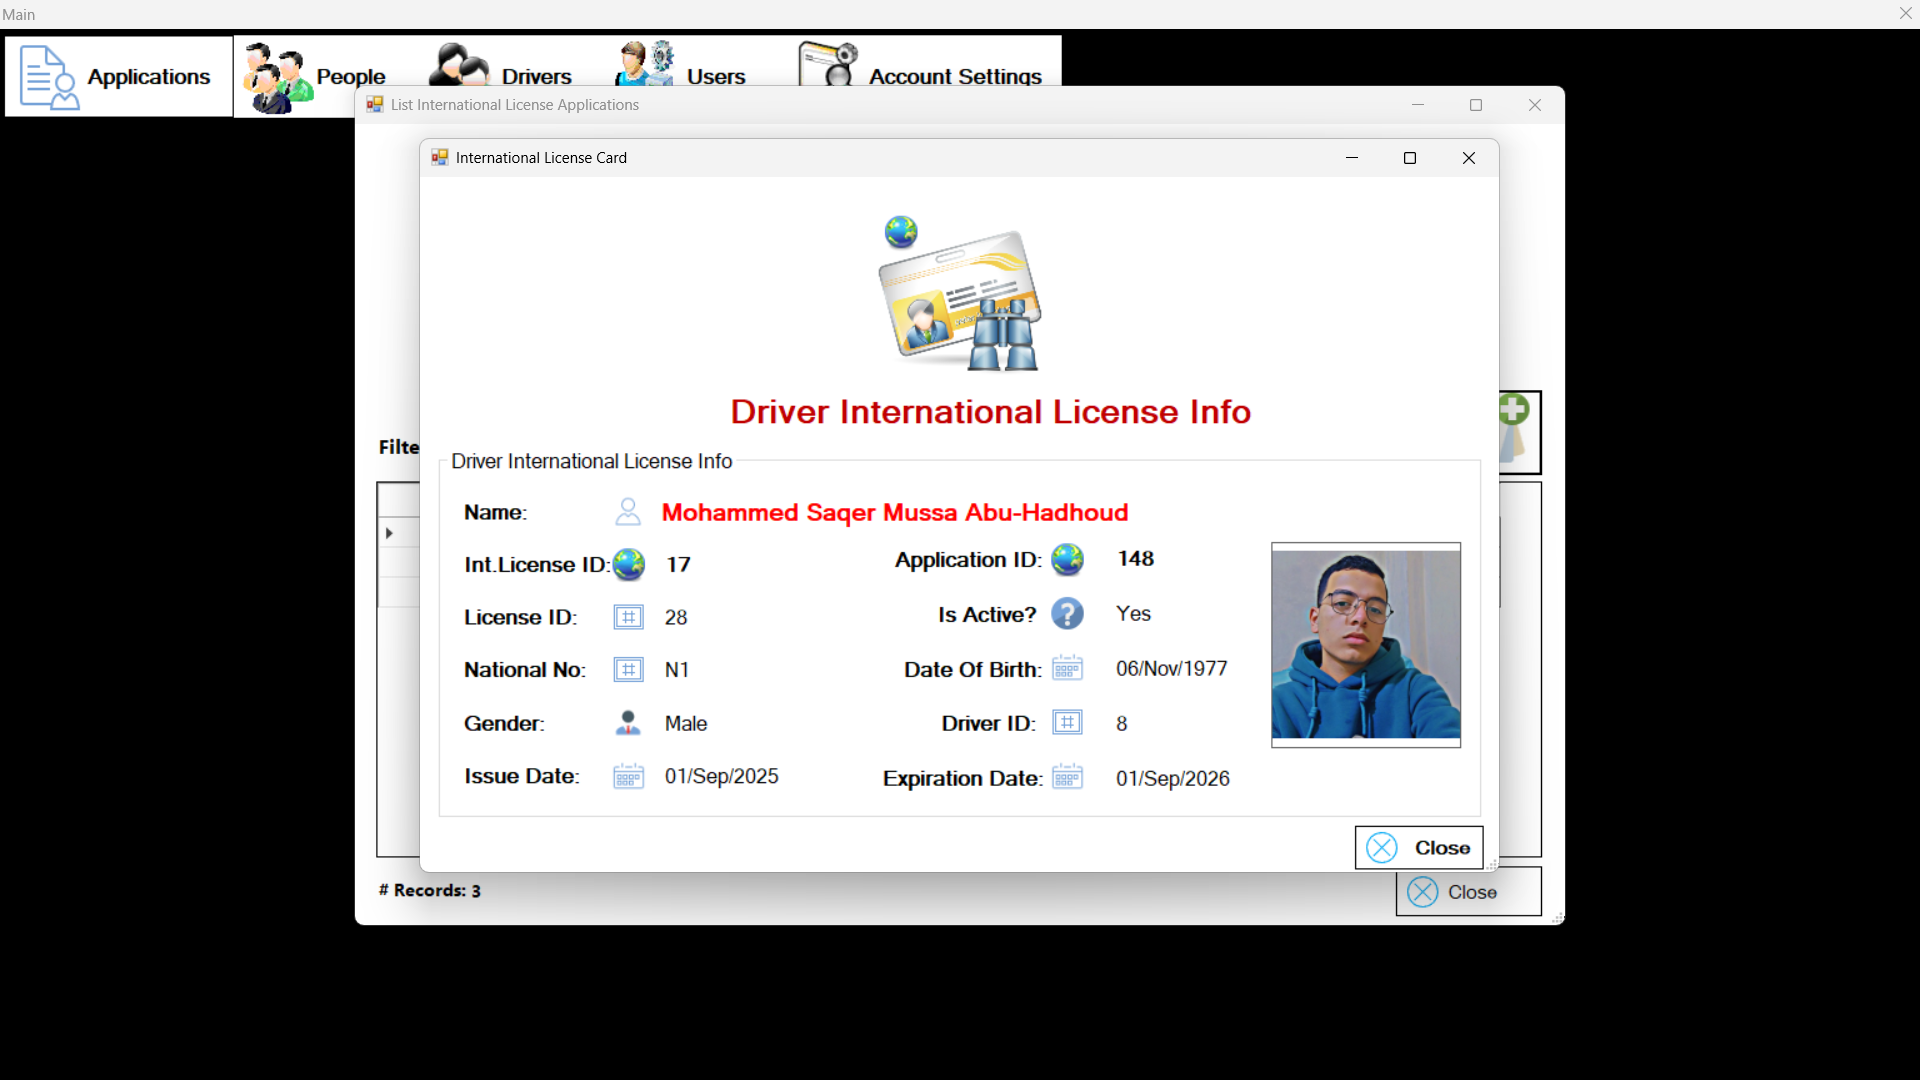 Main
Applications
People
Drivers
Users
Account Settings
List International License Applications
International License Card
Driver International License Info
Driver International License Info
Name: Mohammed Saqer Mussa Abu-Hadhoud
Int.License ID: 17 Application ID: 148
License ID: 28 Is Active? Yes
National No: N1 Date Of Birth: 06/Nov/1977
Gender: Male Driver ID: 8
Issue Date: 01/Sep/2025 Expiration Date: 01/Sep/2026
Close
Filte
# Records: 3
Close